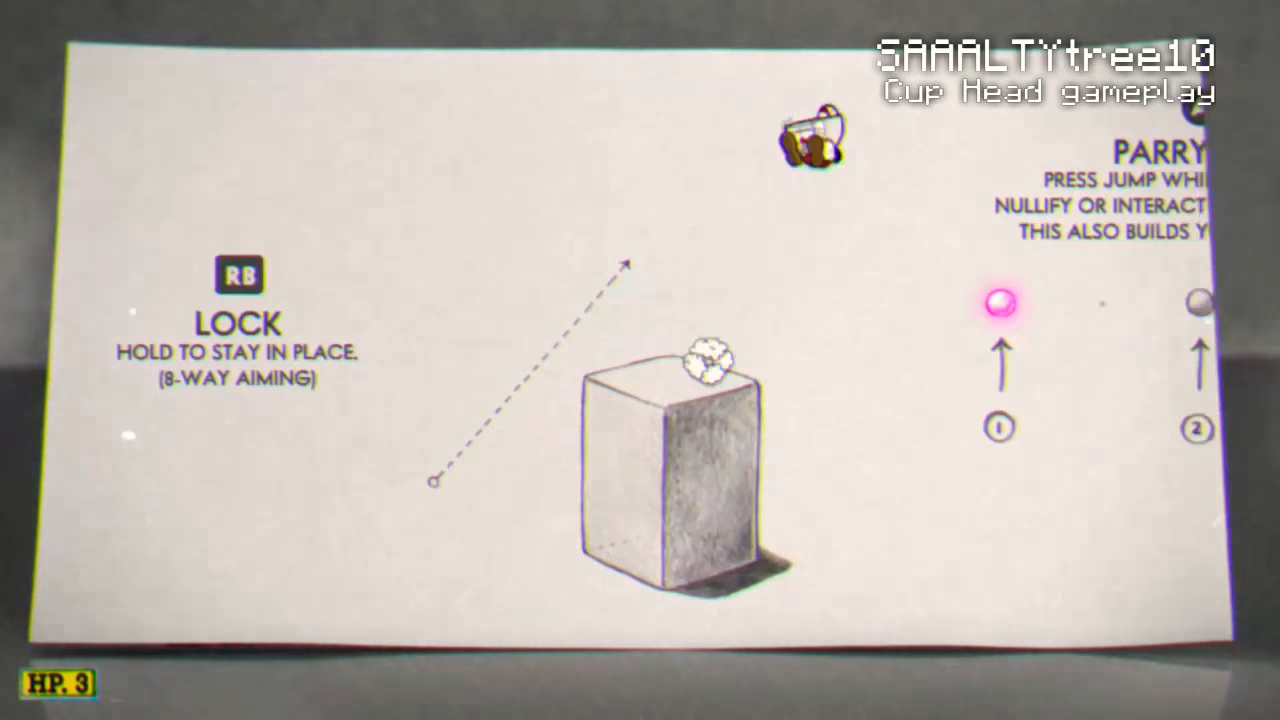 SAAALTYtree10
Cup Head gameplay
PARRY
PRESS JUMP WHI
NULLIFY OR INTERACT
THIS ALSO BUILDS Y
RB
LOCK
HOLD TO STAY IN PLACE.
(8-WAY AIMING)
1
2
HP. 3